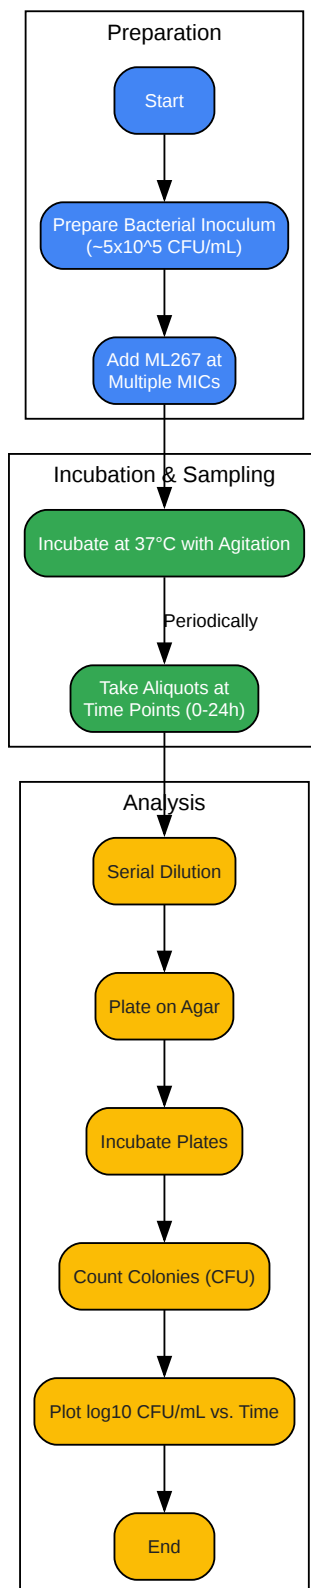 Preparation
Start
Prepare Bacterial Inoculum
(~5x10^5 CFU/mL)
Add ML267 at
Multiple MICs
Incubation & Sampling
Incubate at 37°C with Agitation
Periodically
Take Aliquots at
Time Points (0-24h)
Analysis
Serial Dilution
Plate on Agar
Incubate Plates
Count Colonies (CFU)
Plot log10 CFU/mL vs. Time
End